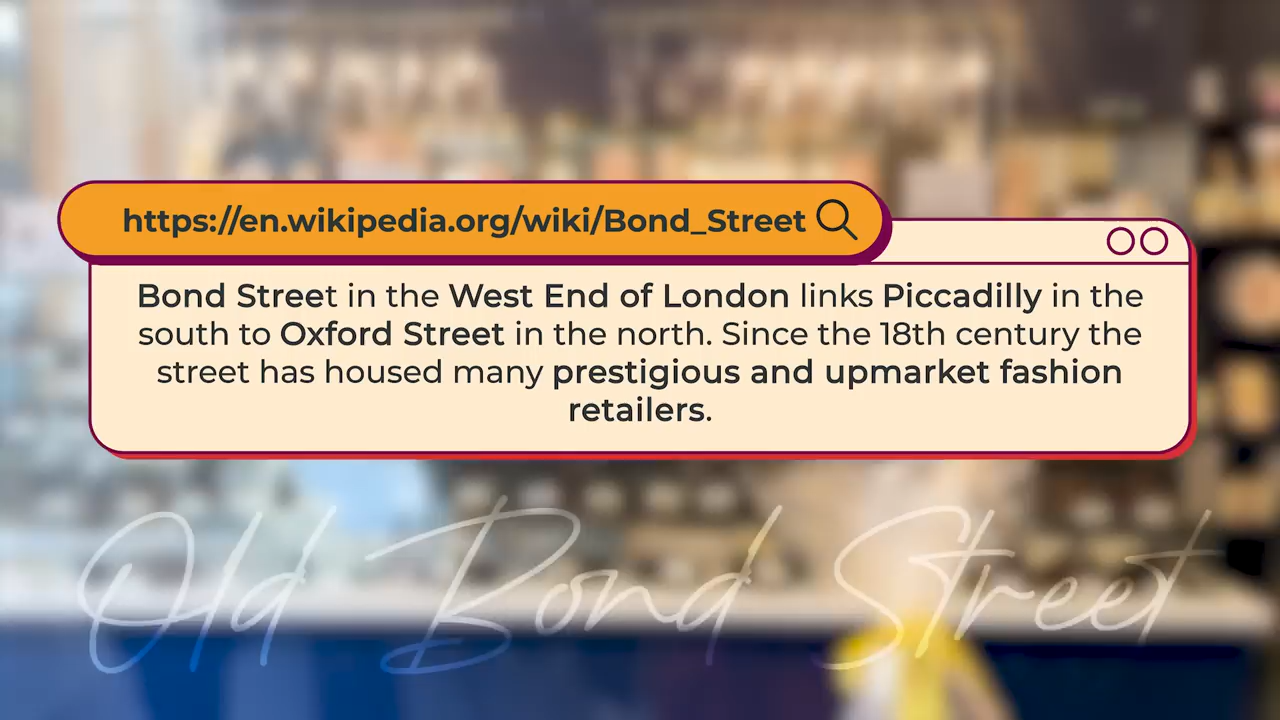 https://en.wikipedia.org/wiki/Bond_Street
Bond Street in the West End of London links Piccadilly in the
south to Oxford Street in the north. Since the 18th century the
street has housed many prestigious and upmarket fashion
retailers.
Old Bond Street